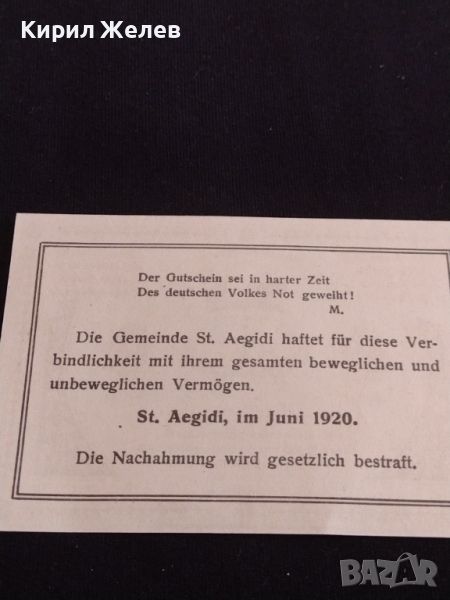 Кирил Желев
Der Gutschein sei in harter Zeit
Des deutschen Volkes Not geweiht!
M.
Die Gemeinde St. Aegidi haftet für diese Ver-
bindlichkeit mit ihrem gesamten beweglichen und
unbeweglichen Vermögen.
St. Aegidi, im Juni 1920.
Die Nachahmung wird gesetzlich bestraft.
BAZAR